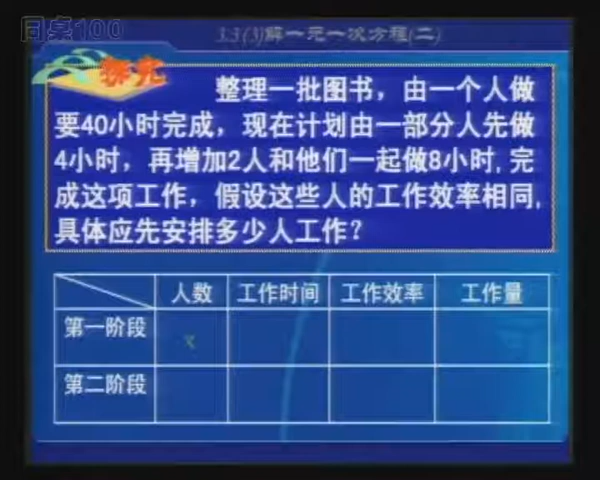 同桌100
3.3(3)解一元一次方程(二)
探究
整理一批图书，由一个人做
要40小时完成，现在计划由一部分人先做
4小时，再增加2人和他们一起做8小时,完
成这项工作，假设这些人的工作效率相同,
具体应先安排多少人工作？
人数 工作时间 工作效率 工作量
第一阶段 x
第二阶段